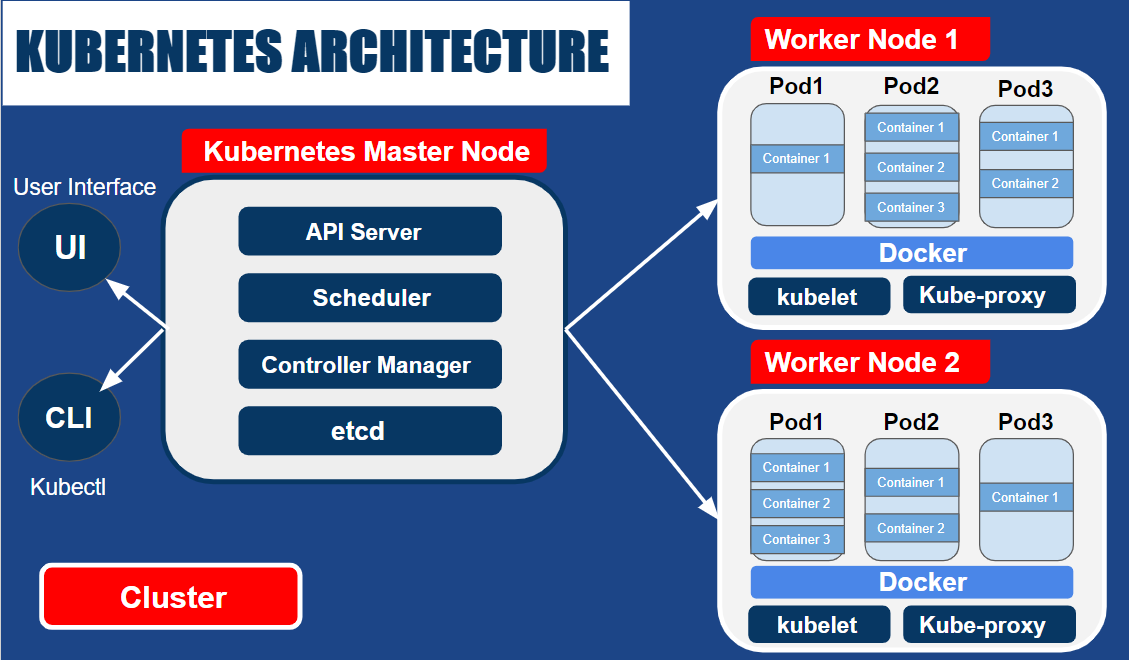 KUBERNETES ARCHITECTURE
Kubernetes Master Node
User Interface
UI
CLI
Kubectl
API Server
Scheduler
Controller Manager
etcd
Cluster
Worker Node 1
Pod1
Container 1
Pod2
Container 1
Container 2
Container 3
Pod3
Container 1
Container 2
Docker
kubelet
Kube-proxy
Worker Node 2
Pod1
Container 1
Container 2
Container 3
Pod2
Container 1
Container 2
Pod3
Container 1
Docker
kubelet
Kube-proxy